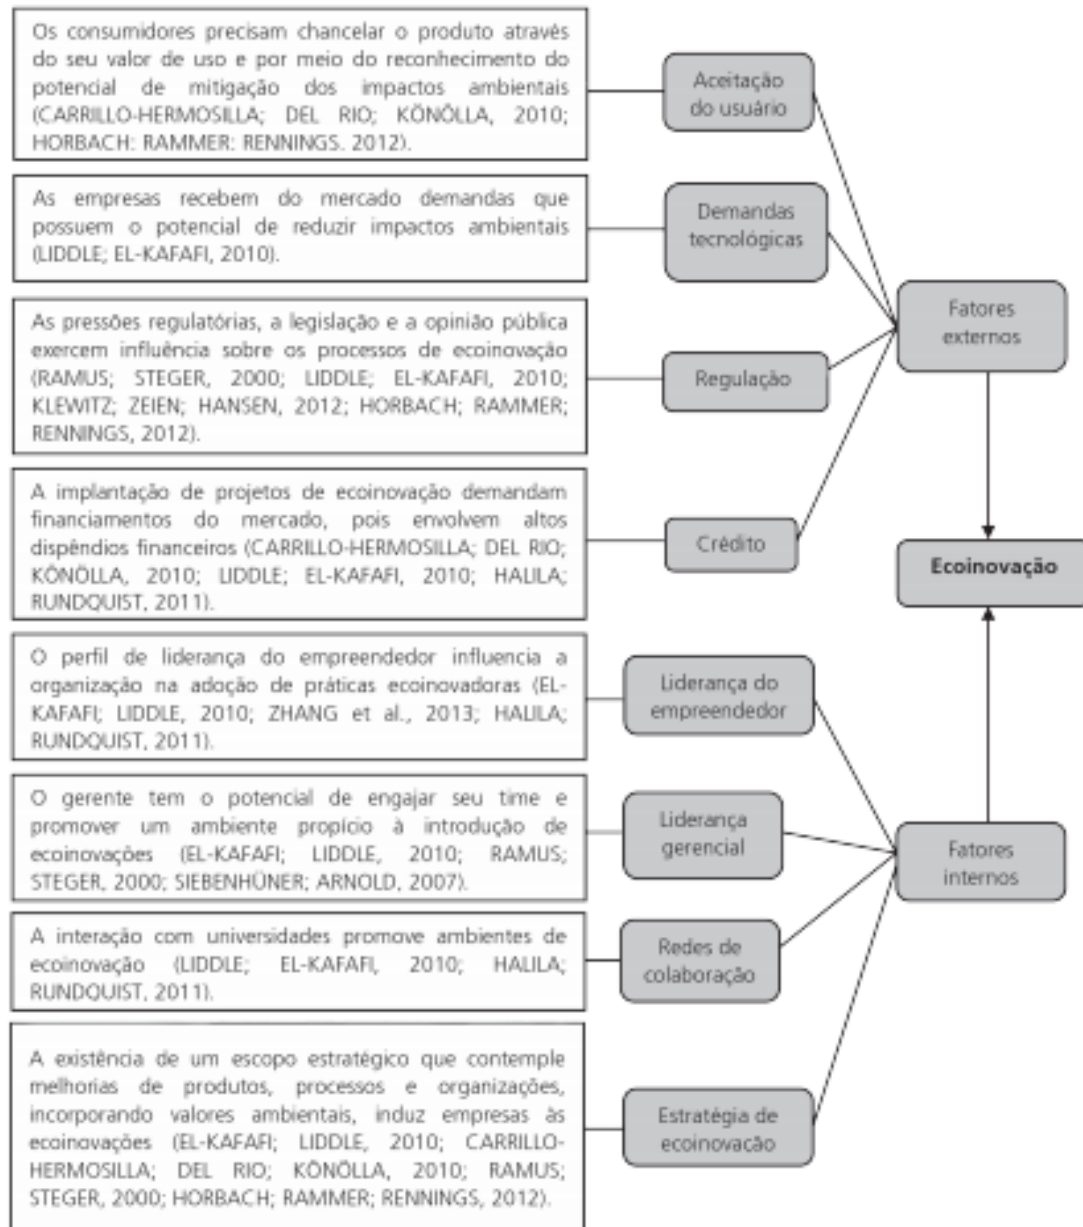 Os consumidores precisam chancelar o produto através
do seu valor de uso e por meio do reconhecimento do
potencial de mitigação dos impactos ambientais
(CARRILLO-HERMOSILLA; DEL RIO; KÖNÖLLA, 2010;
HORBACH: RAMMER: RENNINGS. 2012).
Aceitação
do usuário
As empresas recebem do mercado demandas que
possuem o potencial de reduzir impactos ambientais
(LIDDLE; EL-KAFAFI, 2010).
Demandas
tecnológicas
As pressões regulatórias, a legislação e a opinião pública
exercem influência sobre os processos de ecoinovação
(RAMUS; STEGER, 2000; LIDDLE; EL-KAFAFI, 2010;
KLEWITZ; ZEIEN; HANSEN, 2012; HORBACH; RAMMER;
RENNINGS, 2012).
Regulação
Fatores
externos
A implantação de projetos de ecoinovação demandam
financiamentos do mercado, pois envolvem altos
dispêndios financeiros (CARRILLO-HERMOSILLA; DEL RIO;
KÖNÖLLA, 2010; LIDDLE; EL-KAFAFI, 2010; HALILA;
RUNDQUIST, 2011).
Crédito
Ecoinovação
O perfil de liderança do empreendedor influencia a
organização na adoção de práticas ecoinovadoras (EL-
KAFAFI; LIDDLE, 2010; ZHANG et al., 2013; HALILA;
RUNDQUIST, 2011).
Liderança do
empreendedor
O gerente tem o potencial de engajar seu time e
promover um ambiente propício à introdução de
ecoinovações (EL-KAFAFI; LIDDLE, 2010; RAMUS;
STEGER, 2000; SIEBENHÜNER; ARNOLD, 2007).
Liderança
gerencial
Fatores
internos
A interação com universidades promove ambientes de
ecoinovação (LIDDLE; EL-KAFAFI, 2010; HALILA;
RUNDQUIST, 2011).
Redes de
colaboração
A existência de um escopo estratégico que contemple
melhorias de produtos, processos e organizações,
incorporando valores ambientais, induz empresas às
ecoinovações (EL-KAFAFI; LIDDLE, 2010; CARRILLO-
HERMOSILLA; DEL RIO; KÖNÖLLA, 2010; RAMUS;
STEGER, 2000; HORBACH; RAMMER; RENNINGS, 2012).
Estratégia de
ecoinovação